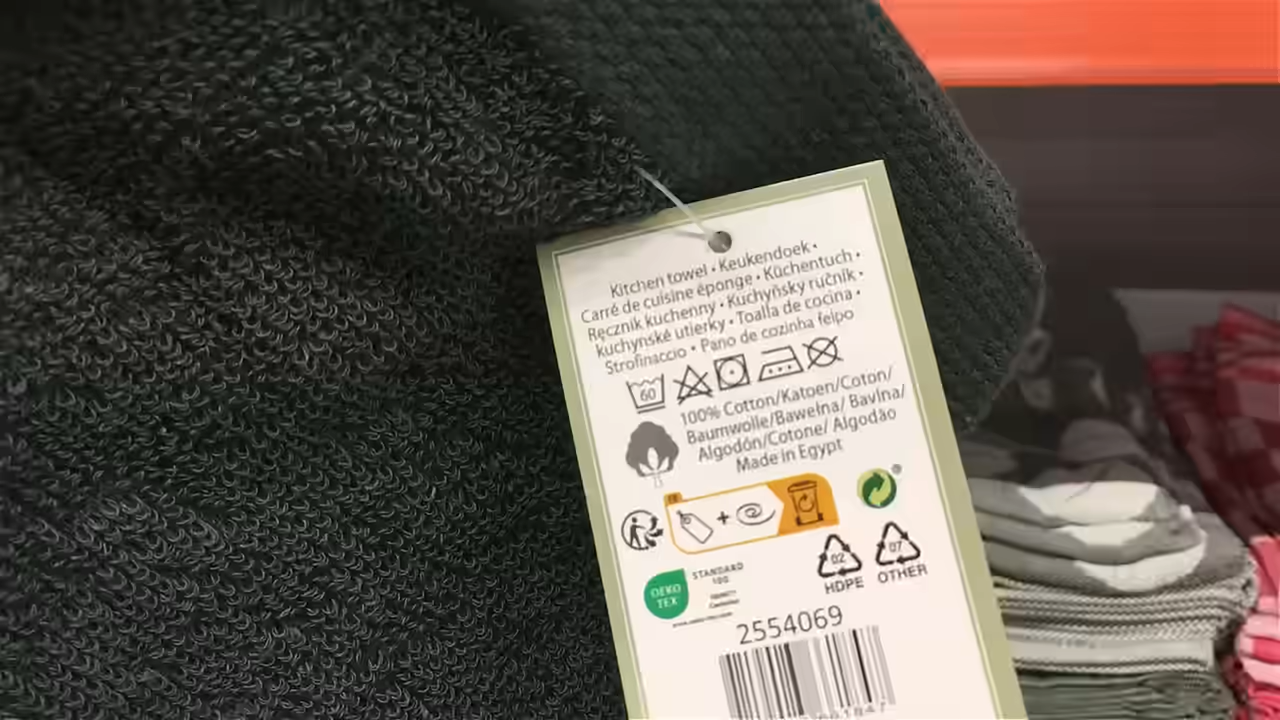 Kitchen towel • Keukendoek •
Carré de cuisine éponge • Küchentuch •
Ręcznik kuchenny • Kuchyňský ručník •
kuchynské utierky • Toalla de cocina •
Strofinaccio • Pano de cozinha felpo
60
100% Cotton/Katoen/Coton/
Baumwolle/Bawełna/ Bavlna/
Algodón/Cotone/ Algodão
Made in Egypt
FR
+
02
HDPE
07
OTHER
OEKO
TEX
STANDARD
100
2554069